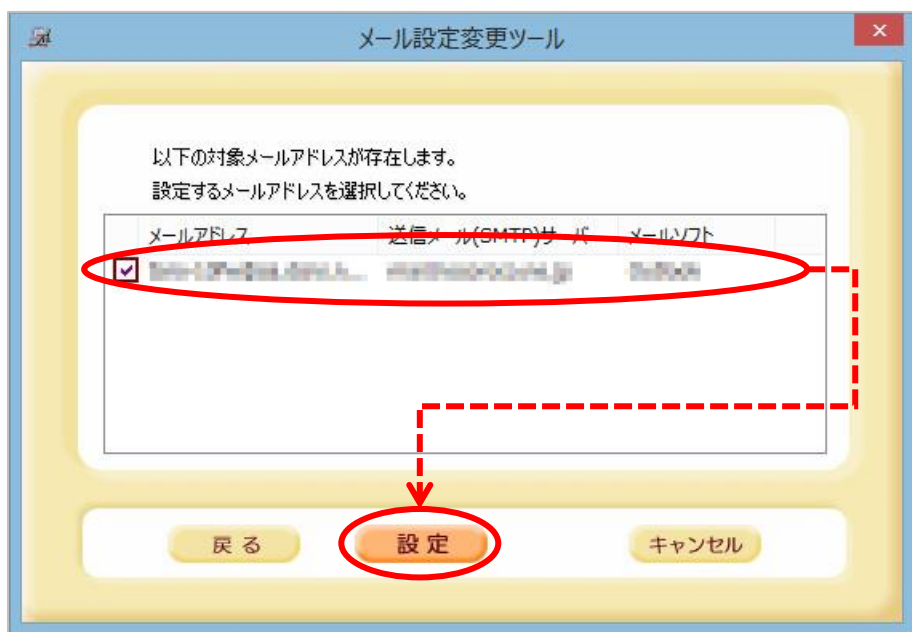 メール設定変更ツール
以下の対象メールアドレスが存在します。
設定するメールアドレスを選択してください。
メールアドレス 送信メール(SMTP)サーバ メールソフト
戻る 設定 キャンセル